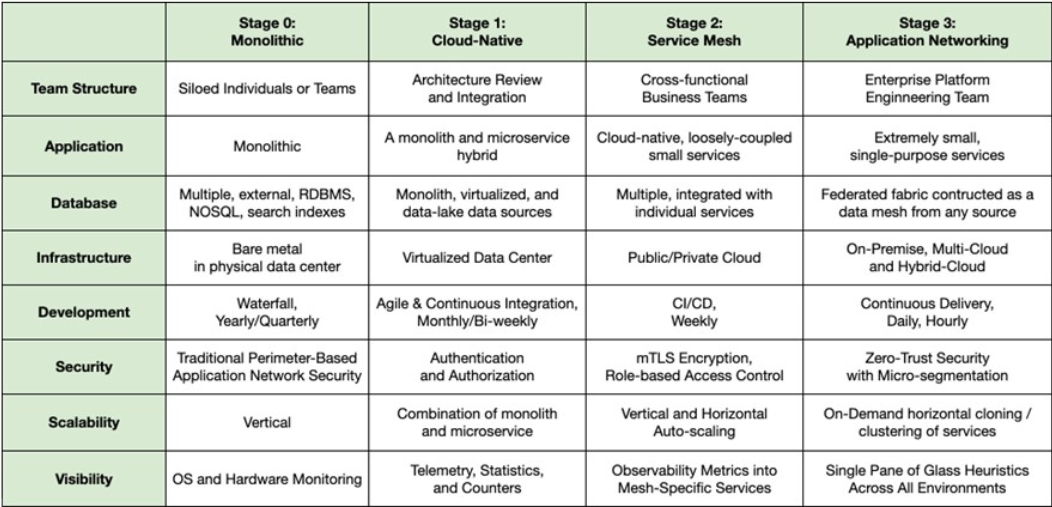 Stage 0:
Monolithic
Stage 1:
Cloud-Native
Stage 2:
Service Mesh
Stage 3:
Application Networking
Team Structure
Siloed Individuals or Teams
Architecture Review
and Integration
Cross-functional
Business Teams
Enterprise Platform
Enginneering Team
Application
Monolithic
A monolith and microservice
hybrid
Cloud-native, loosely-coupled
small services
Extremely small,
single-purpose services
Database
Multiple, external, RDBMS,
NOSQL, search indexes
Monolith, virtualized, and
data-lake data sources
Multiple, integrated with
individual services
Federated fabric contructed as a
data mesh from any source
Infrastructure
Bare metal
in physical data center
Virtualized Data Center
Public/Private Cloud
On-Premise, Multi-Cloud
and Hybrid-Cloud
Development
Waterfall,
Yearly/Quarterly
Agile & Continuous Integration,
Monthly/Bi-weekly
CI/CD,
Weekly
Continuous Delivery,
Daily, Hourly
Security
Traditional Perimeter-Based
Application Network Security
Authentication
and Authorization
mTLS Encryption,
Role-based Access Control
Zero-Trust Security
with Micro-segmentation
Scalability
Vertical
Combination of monolith
and microservice
Vertical and Horizontal
Auto-scaling
On-Demand horizontal cloning /
clustering of services
Visibility
OS and Hardware Monitoring
Telemetry, Statistics,
and Counters
Observability Metrics into
Mesh-Specific Services
Single Pane of Glass Heuristics
Across All Environments